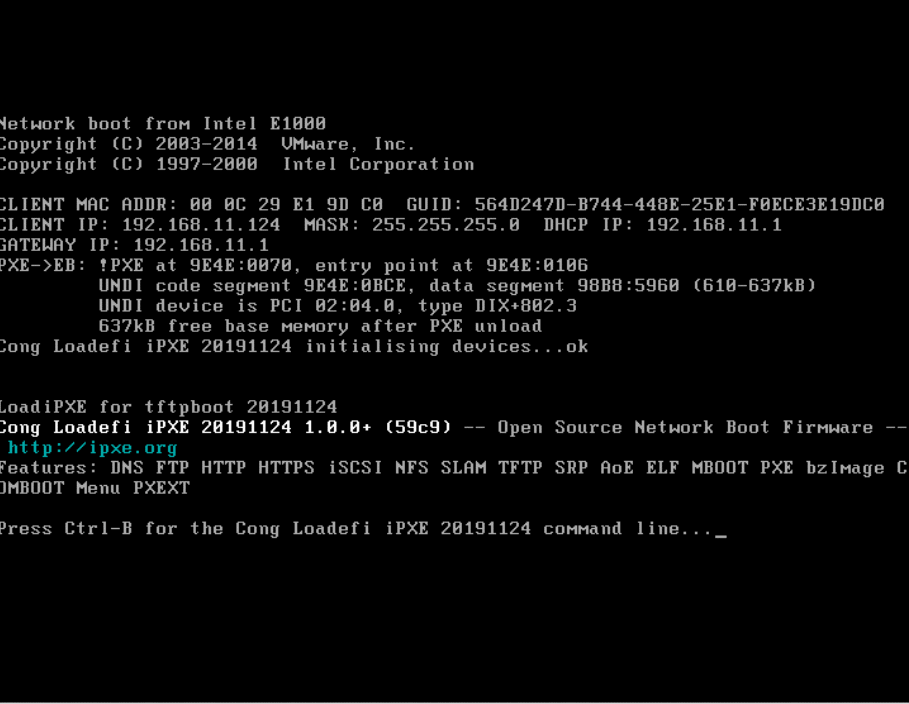 Network boot from Intel E1000
Copyright (C) 2003-2014  VMware, Inc.
Copyright (C) 1997-2000  Intel Corporation
CLIENT MAC ADDR: 00 0C 29 E1 9D C0  GUID: 564D247D-B744-448E-25E1-F0ECE3E19DC0
CLIENT IP: 192.168.11.124  MASK: 255.255.255.0  DHCP IP: 192.168.11.1
GATEWAY IP: 192.168.11.1
PXE->EB: !PXE at 9E4E:0070, entry point at 9E4E:0106
UNDI code segment 9E4E:0BCE, data segment 98B8:5960 (610-637kB)
UNDI device is PCI 02:04.0, type DIX+802.3
637kB free base memory after PXE unload
Cong Loadefi iPXE 20191124 initialising devices...ok
LoadiPXE for tftpboot 20191124
Cong Loadefi iPXE 20191124 1.0.0+ (59c9) -- Open Source Network Boot Firmware --
http://ipxe.org
Features: DNS FTP HTTP HTTPS iSCSI NFS SLAM TFTP SRP AoE ELF MBOOT PXE bzImage C
OMBOOT Menu PXEXT
Press Ctrl-B for the Cong Loadefi iPXE 20191124 command line..._